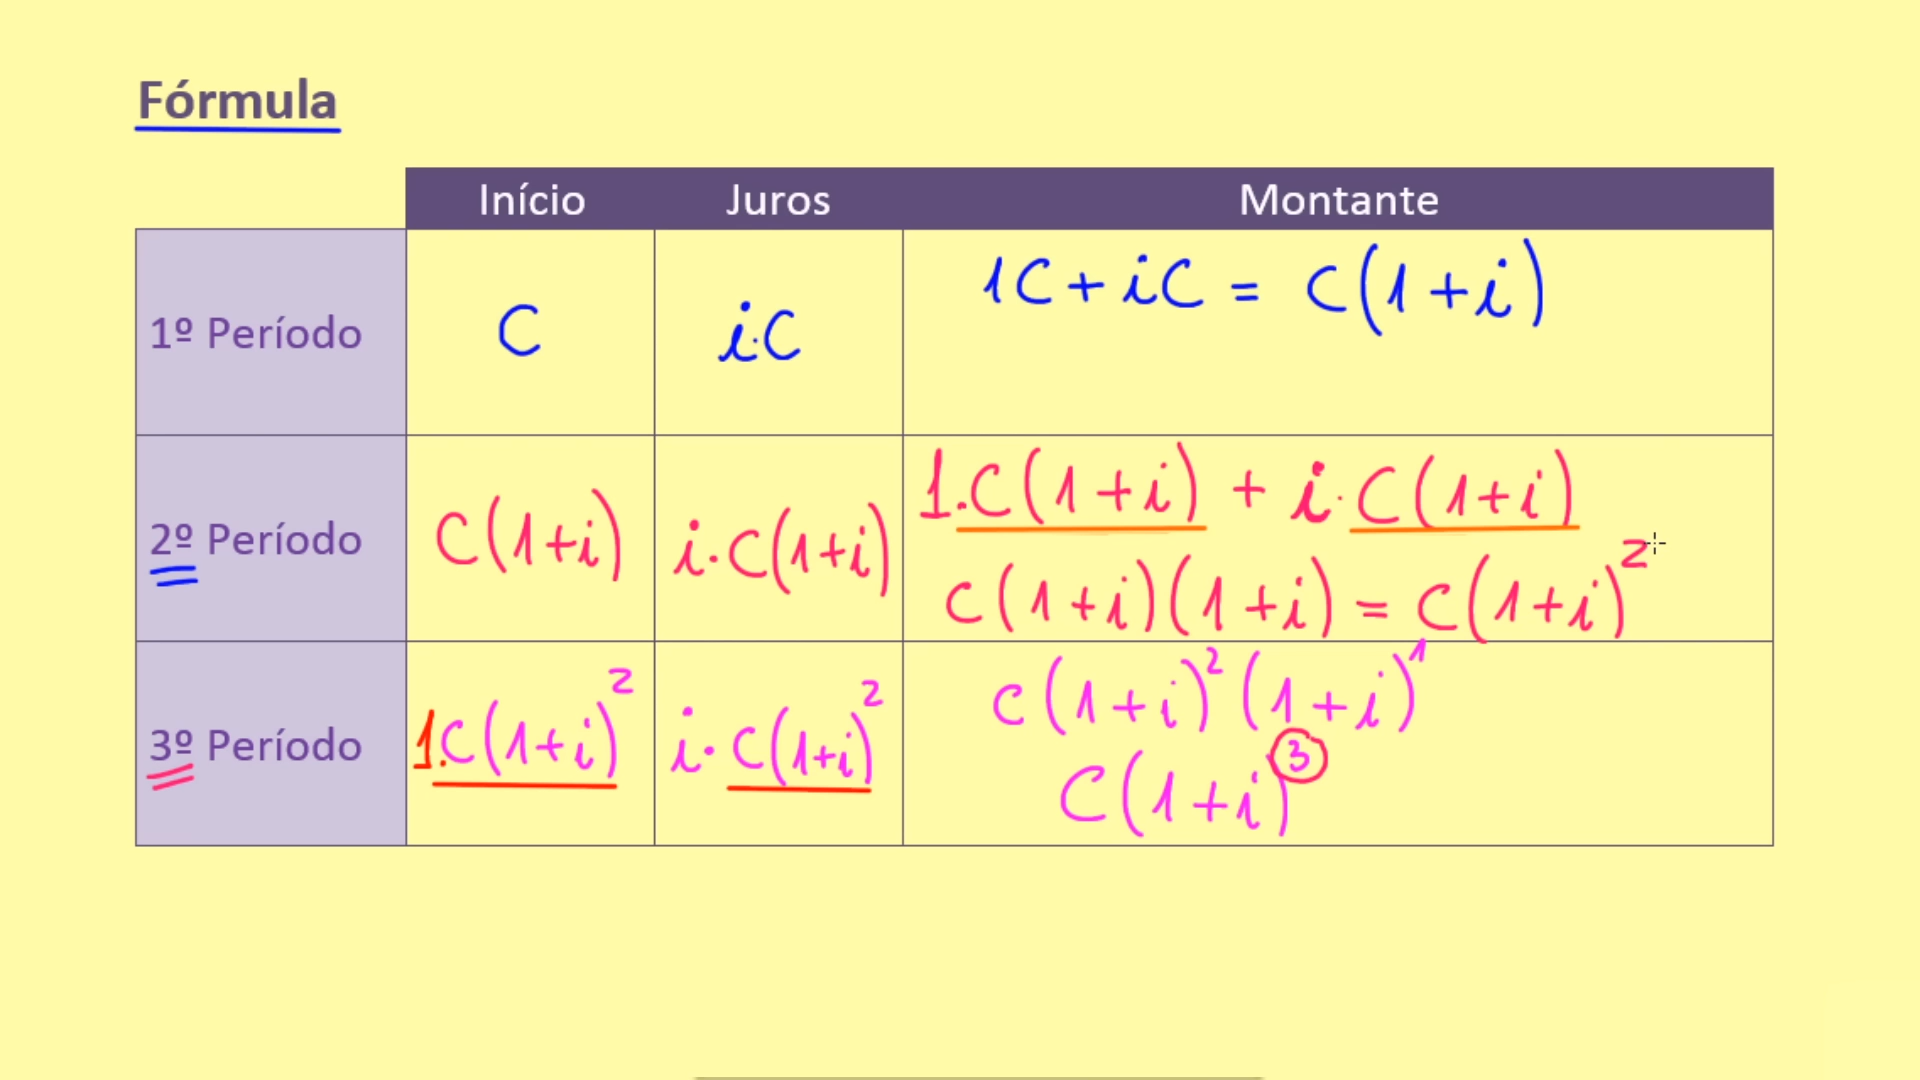 Fórmula
Início Juros Montante
1º Período C i·C 1C + iC = C(1+i)
2º Período C(1+i) i·C(1+i) 1.C(1+i) + i·C(1+i)
C(1+i)(1+i) = C(1+i)²
3º Período 1.C(1+i)² i·C(1+i)² C(1+i)²(1+i)¹
C(1+i)³